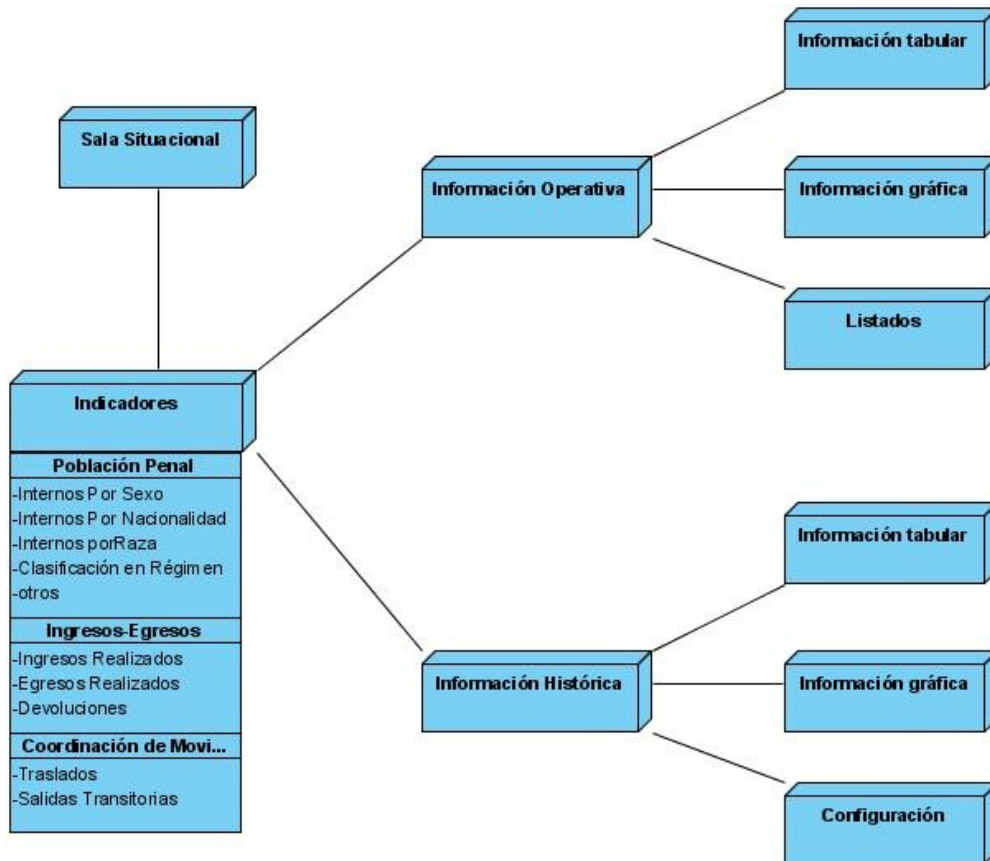 Información tabular
Sala Situacional
Información Operativa
Información gráfica
Listados
Indicadores
Población Penal
-Internos Por Sexo
-Internos Por Nacionalidad
-Internos porRaza
-Clasificación en Régimen
-otros
Ingresos-Egresos
-Ingresos Realizados
-Egresos Realizados
-Devoluciones
Coordinación de Movi...
-Traslados
-Salidas Transitorias
Información tabular
Información Histórica
Información gráfica
Configuración